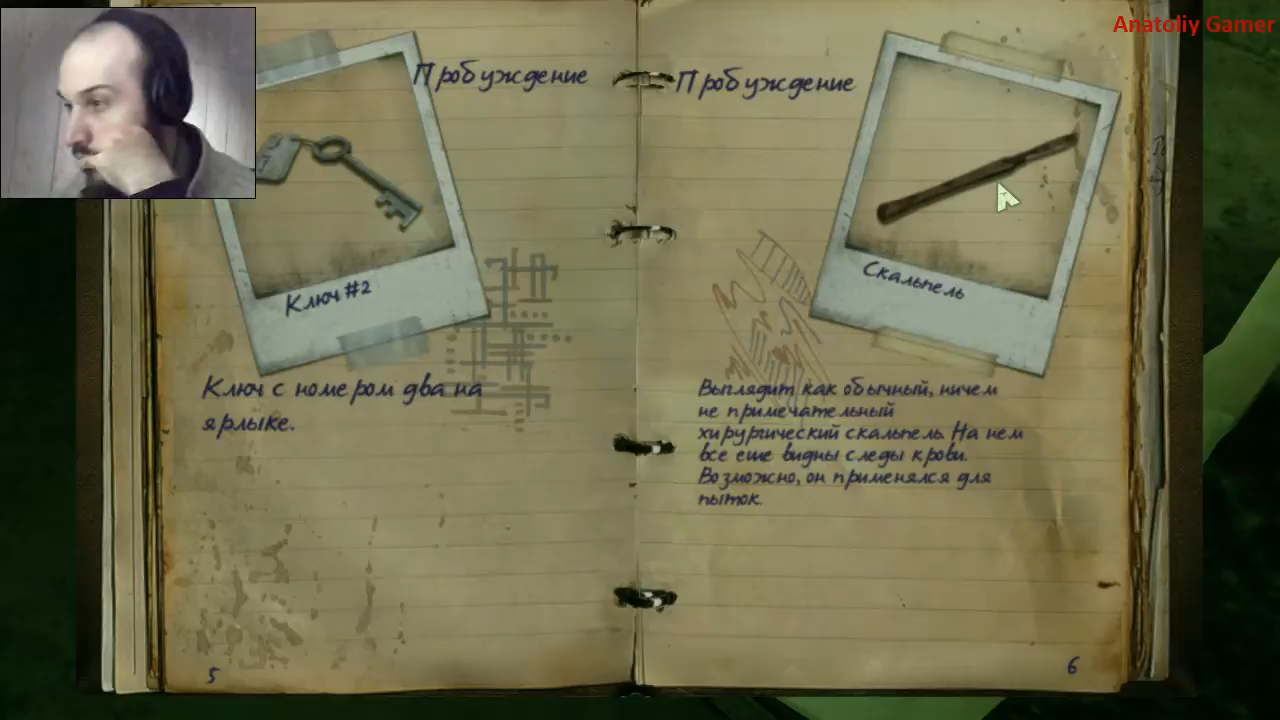 Anatoliy Gamer
Пробуждение
Ключ #2
Ключ с номером два на
ярлыке.
5
Пробуждение
Скальпель
Выглядит как обычный, ничем
не примечательный
хирургический скальпель. На нем
все еще видны следы крови.
Возможно, он применялся для
пыток.
6